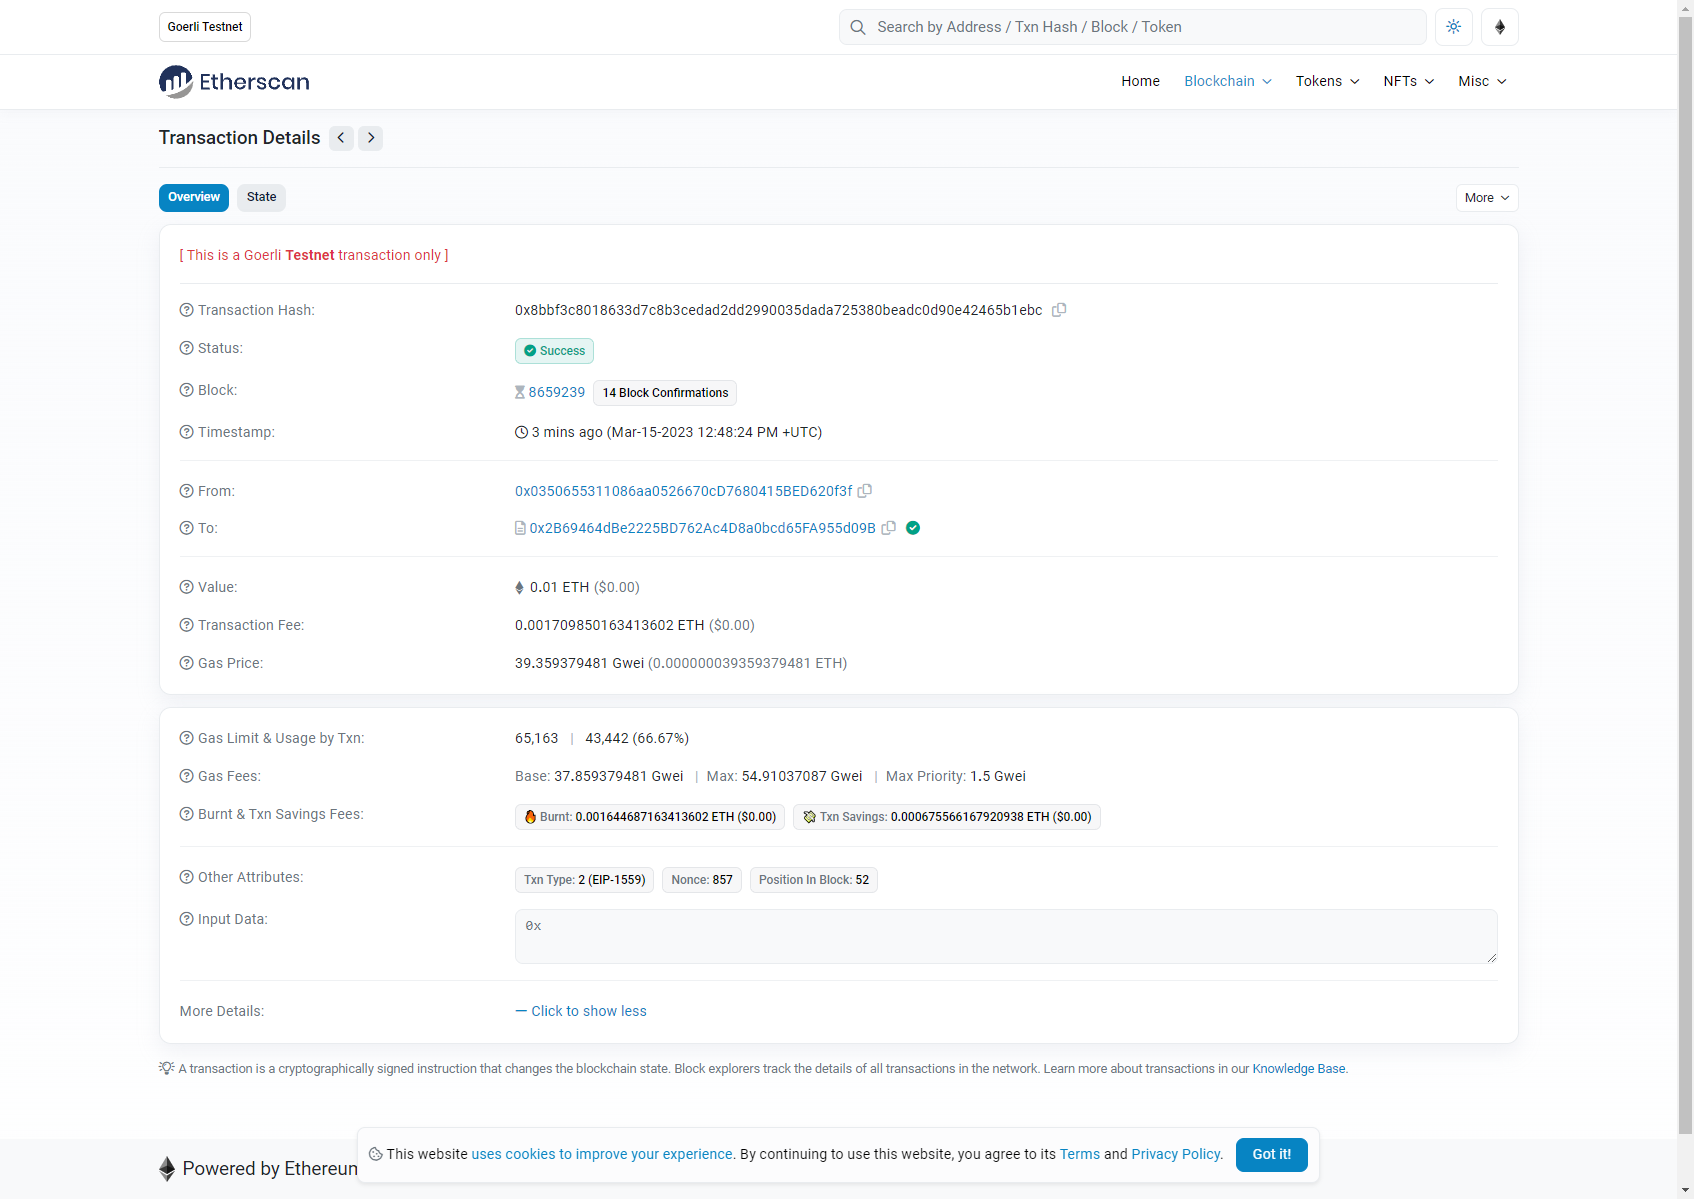 Goerli Testnet
Search by Address / Txn Hash / Block / Token
Etherscan
Home Blockchain Tokens NFTs Misc
Transaction Details
Overview State More
[ This is a Goerli Testnet transaction only ]
Transaction Hash: 0x8bbf3c8018633d7c8b3cedad2dd2990035dada725380beadc0d90e42465b1ebc
Status: Success
Block: 8659239 14 Block Confirmations
Timestamp: 3 mins ago (Mar-15-2023 12:48:24 PM +UTC)
From: 0x0350655311086aa0526670cD7680415BED620f3f
To: 0x2B69464dBe2225BD762Ac4D8a0bcd65FA955d09B
Value: 0.01 ETH ($0.00)
Transaction Fee: 0.001709850163413602 ETH ($0.00)
Gas Price: 39.359379481 Gwei (0.000000039359379481 ETH)
Gas Limit & Usage by Txn: 65,163 | 43,442 (66.67%)
Gas Fees: Base: 37.859379481 Gwei | Max: 54.91037087 Gwei | Max Priority: 1.5 Gwei
Burnt & Txn Savings Fees: Burnt: 0.001644687163413602 ETH ($0.00) Txn Savings: 0.000675566167920938 ETH ($0.00)
Other Attributes: Txn Type: 2 (EIP-1559) Nonce: 857 Position In Block: 52
Input Data: 0x
More Details: — Click to show less
A transaction is a cryptographically signed instruction that changes the blockchain state. Block explorers track the details of all transactions in the network. Learn more about transactions in our Knowledge Base.
This website uses cookies to improve your experience. By continuing to use this website, you agree to its Terms and Privacy Policy. Got it!
Powered by Ethereun